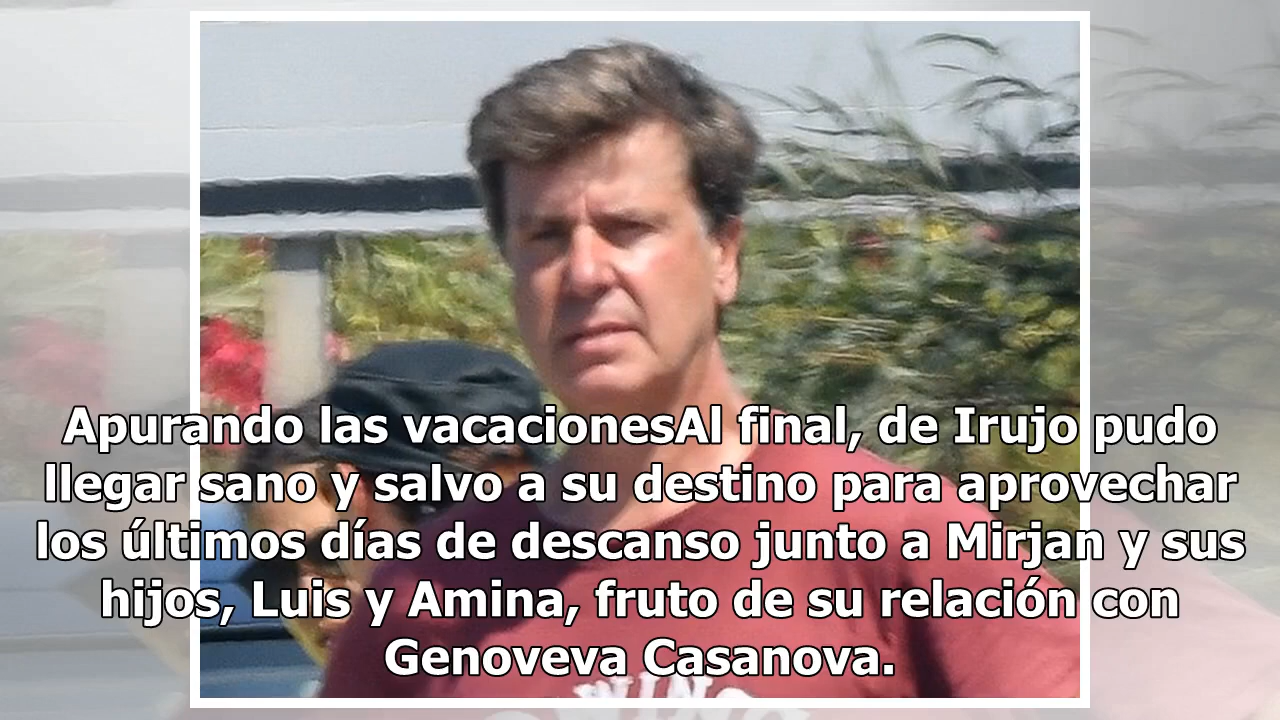 Apurando las vacacionesAl final, de Irujo pudo
llegar sano y salvo a su destino para aprovechar
los últimos días de descanso junto a Mirjan y sus
hijos, Luis y Amina, fruto de su relación con
Genoveva Casanova.